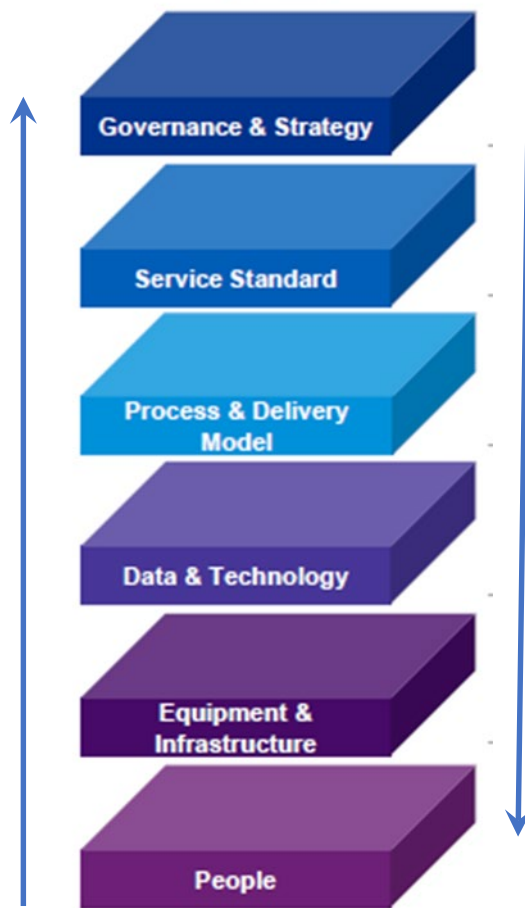 Governance & Strategy
Service Standard
Process & Delivery
Model
Data & Technology
Equipment &
Infrastructure
People